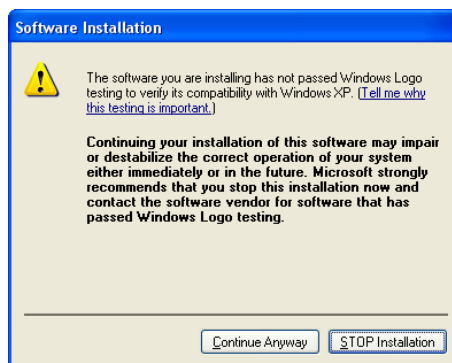 Software Installation
The software you are installing has not passed Windows Logo
testing to verify its compatibility with Windows XP. (Tell me why
this testing is important.)
Continuing your installation of this software may impair
or destabilize the correct operation of your system
either immediately or in the future. Microsoft strongly
recommends that you stop this installation now and
contact the software vendor for software that has
passed Windows Logo testing.
Continue Anyway
STOP Installation